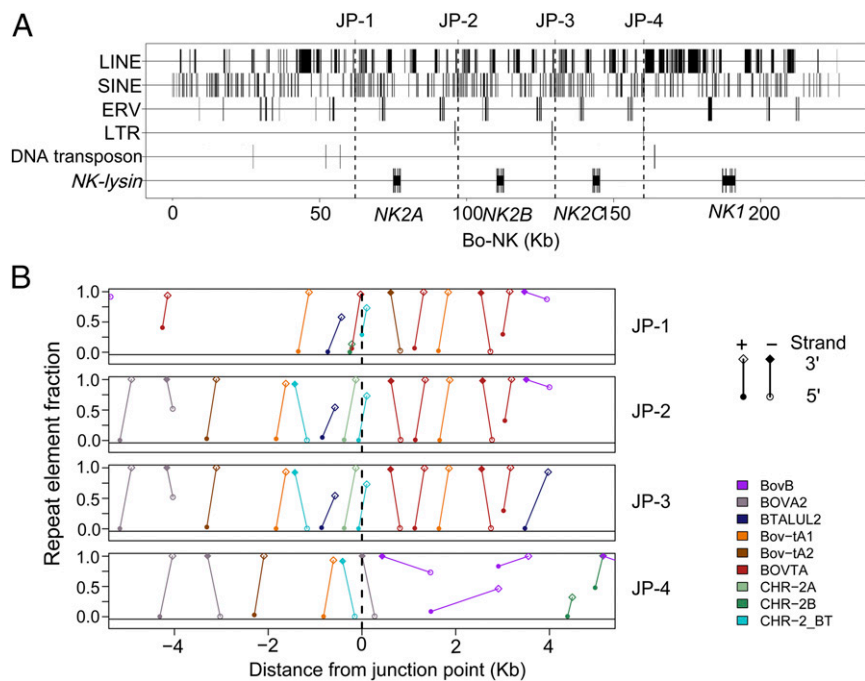 A
JP-1 JP-2 JP-3 JP-4
LINE
SINE
ERV
LTR
DNA transposon
NK-lysin
0 50 100 150 200
NK2A NK2B NK2C NK1
Bo-NK (Kb)
B
Repeat element fraction
1.0
0.5
0.0
JP-1
1.0
0.5
0.0
JP-2
1.0
0.5
0.0
JP-3
1.0
0.5
0.0
JP-4
−4 −2 0 2 4
Distance from junction point (Kb)
+ − Strand
3'
5'
BovB
BOVA2
BTALUL2
Bov-tA1
Bov-tA2
BOVTA
CHR-2A
CHR-2B
CHR-2_BT